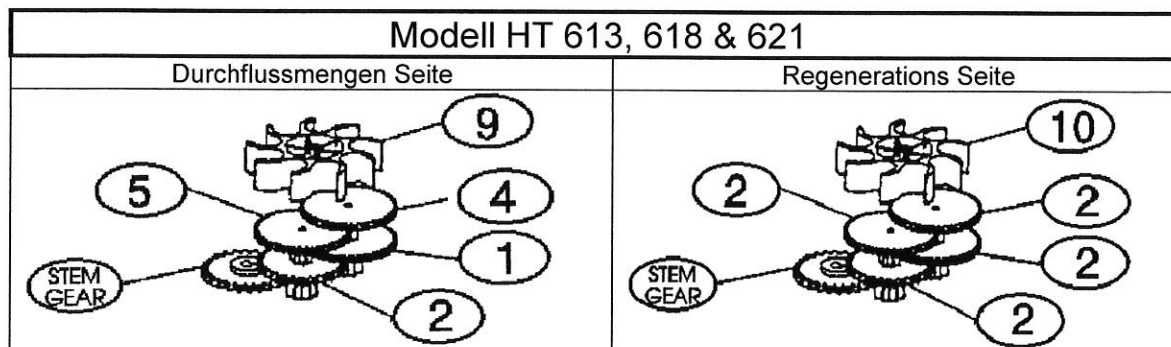 Modell HT 613, 618 & 621
Durchflussmengen Seite
Regenerations Seite
9
5
4
1
STEM
GEAR
2
10
2
2
2
STEM
GEAR
2